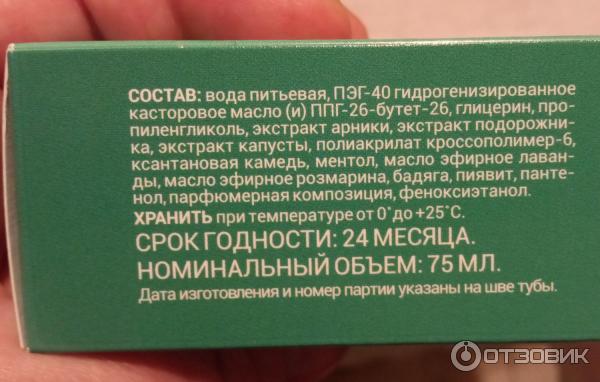 СОСТАВ: вода питьевая, ПЭГ-40 гидрогенизированное
касторовое масло (и) ППГ-26-бутет-26, глицерин, про-
пиленгликоль, экстракт арники, экстракт подорожни-
ка, экстракт капусты, полиакрилат кроссполимер-6,
ксантановая камедь, ментол, масло эфирное лаван-
ды, масло эфирное розмарина, бадяга, пиявит, панте-
нол, парфюмерная композиция, феноксиэтанол.
ХРАНИТЬ при температуре от 0° до +25°С.
СРОК ГОДНОСТИ: 24 МЕСЯЦА.
НОМИНАЛЬНЫЙ ОБЪЕМ: 75 МЛ.
Дата изготовления и номер партии указаны на шве тубы.
ОТЗОВИК